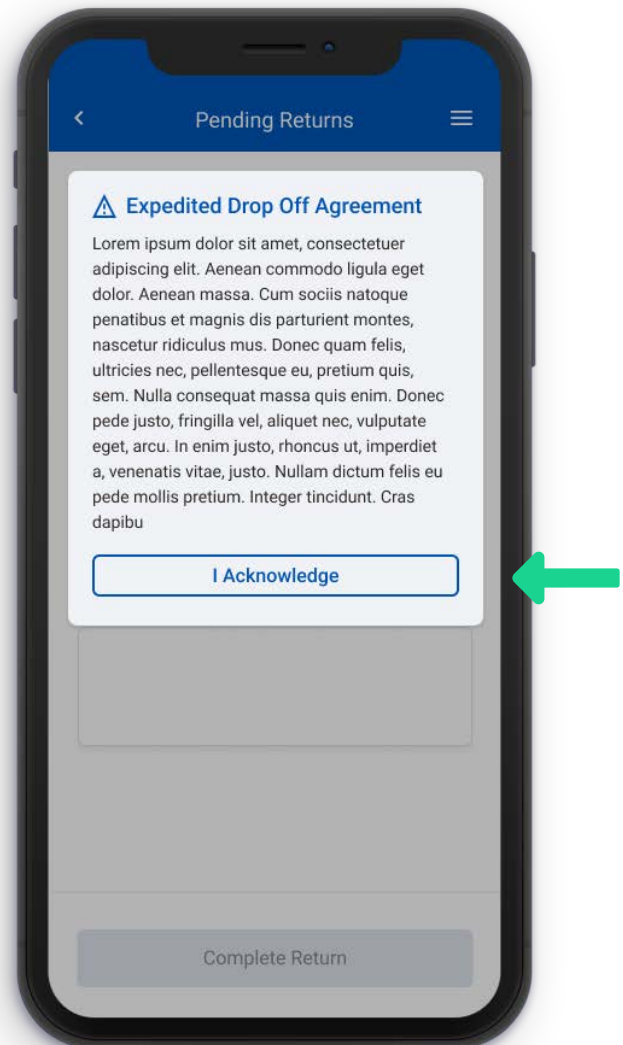 Pending Returns
Expedited Drop Off Agreement
Lorem ipsum dolor sit amet, consectetuer
adipiscing elit. Aenean commodo ligula eget
dolor. Aenean massa. Cum sociis natoque
penatibus et magnis dis parturient montes,
nascetur ridiculus mus. Donec quam felis,
ultricies nec, pellentesque eu, pretium quis,
sem. Nulla consequat massa quis enim. Donec
pede justo, fringilla vel, aliquet nec, vulputate
eget, arcu. In enim justo, rhoncus ut, imperdiet
a, venenatis vitae, justo. Nullam dictum felis eu
pede mollis pretium. Integer tincidunt. Cras
dapibu
I Acknowledge
Complete Return